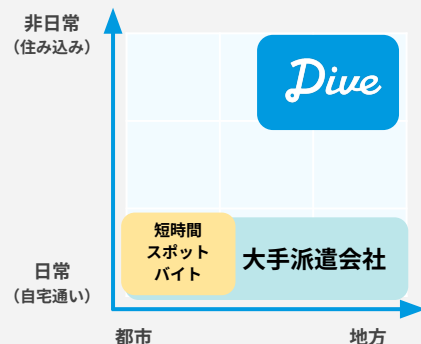 非日常
（住み込み）
Dive
短時間
スポット
バイト
大手派遣会社
日常
（自宅通い）
都市
地方